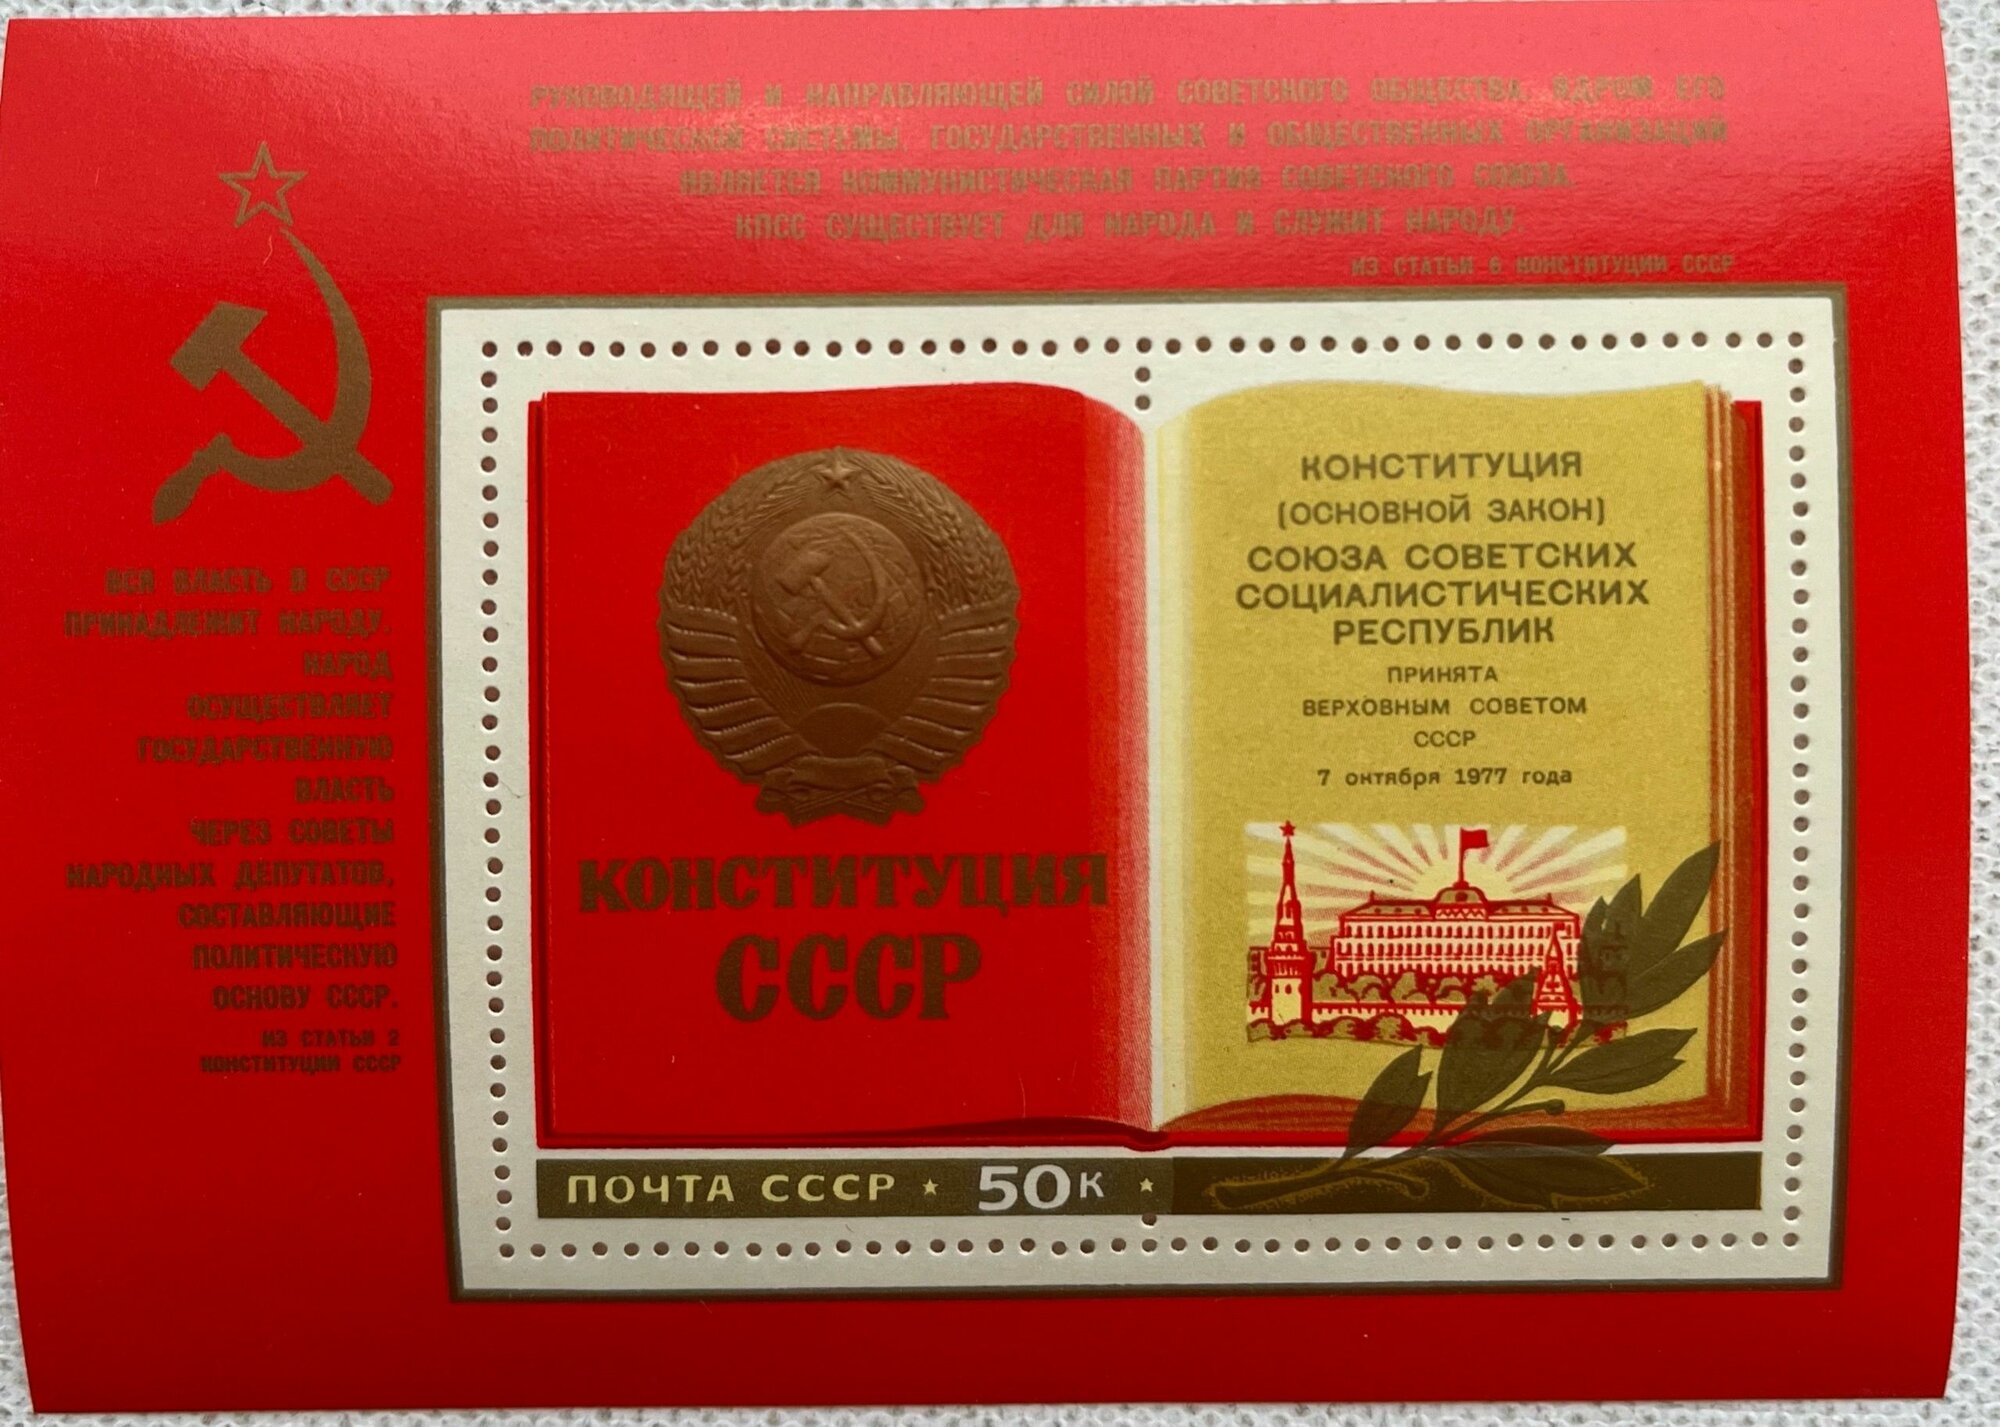 РУКОВОДЯЩЕЙ И НАПРАВЛЯЮЩЕЙ СИЛОЙ СОВЕТСКОГО ОБЩЕСТВА, ЯДРОМ ЕГО
ПОЛИТИЧЕСКОЙ СИСТЕМЫ, ГОСУДАРСТВЕННЫХ И ОБЩЕСТВЕННЫХ ОРГАНИЗАЦИЙ
ЯВЛЯЕТСЯ КОММУНИСТИЧЕСКАЯ ПАРТИЯ СОВЕТСКОГО СОЮЗА.
КПСС СУЩЕСТВУЕТ ДЛЯ НАРОДА И СЛУЖИТ НАРОДУ.
ИЗ СТАТЬИ 6 КОНСТИТУЦИИ СССР
ВСЯ ВЛАСТЬ В СССР
ПРИНАДЛЕЖИТ НАРОДУ.
НАРОД
ОСУЩЕСТВЛЯЕТ
ГОСУДАРСТВЕННУЮ
ВЛАСТЬ
ЧЕРЕЗ СОВЕТЫ
НАРОДНЫХ ДЕПУТАТОВ,
СОСТАВЛЯЮЩИЕ
ПОЛИТИЧЕСКУЮ
ОСНОВУ СССР.
ИЗ СТАТЬИ 2
КОНСТИТУЦИИ СССР
КОНСТИТУЦИЯ
СССР
КОНСТИТУЦИЯ
(ОСНОВНОЙ ЗАКОН)
СОЮЗА СОВЕТСКИХ
СОЦИАЛИСТИЧЕСКИХ
РЕСПУБЛИК
ПРИНЯТА
ВЕРХОВНЫМ СОВЕТОМ
СССР
7 октября 1977 года
ПОЧТА СССР ★ 50К ★